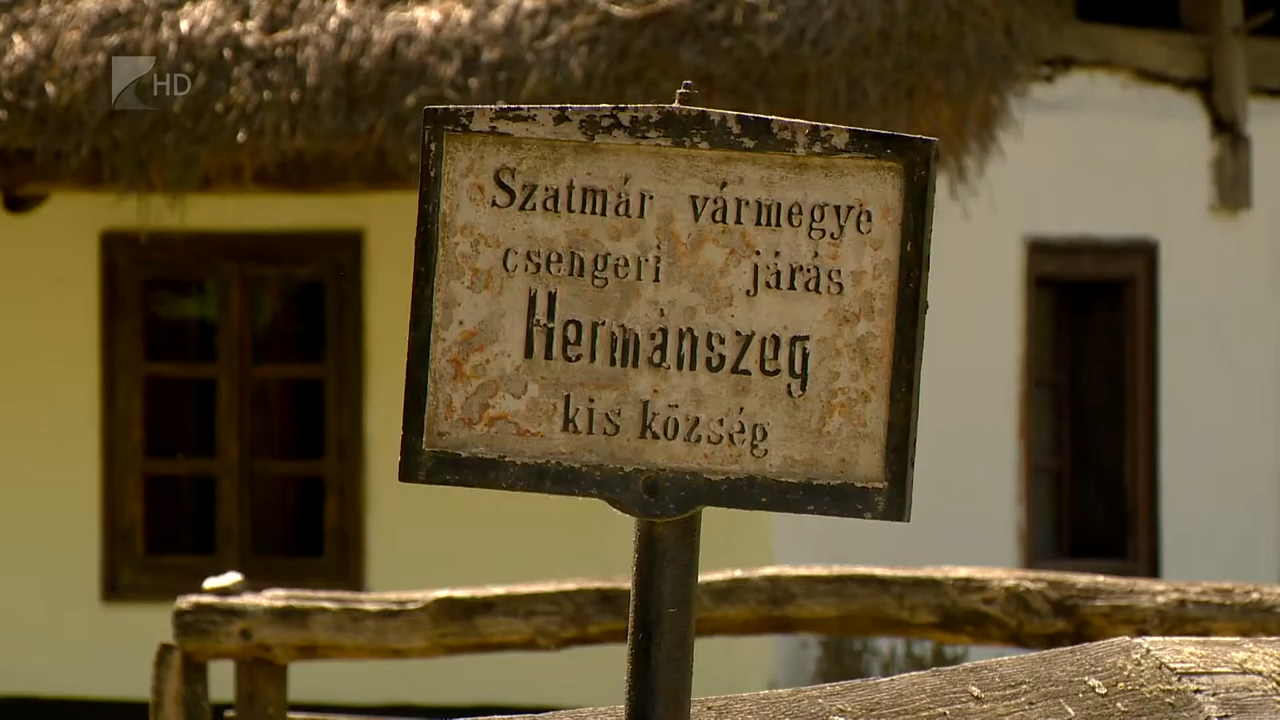 HD
Szatmár vármegye
csengeri járás
Hermánszeg
kis község